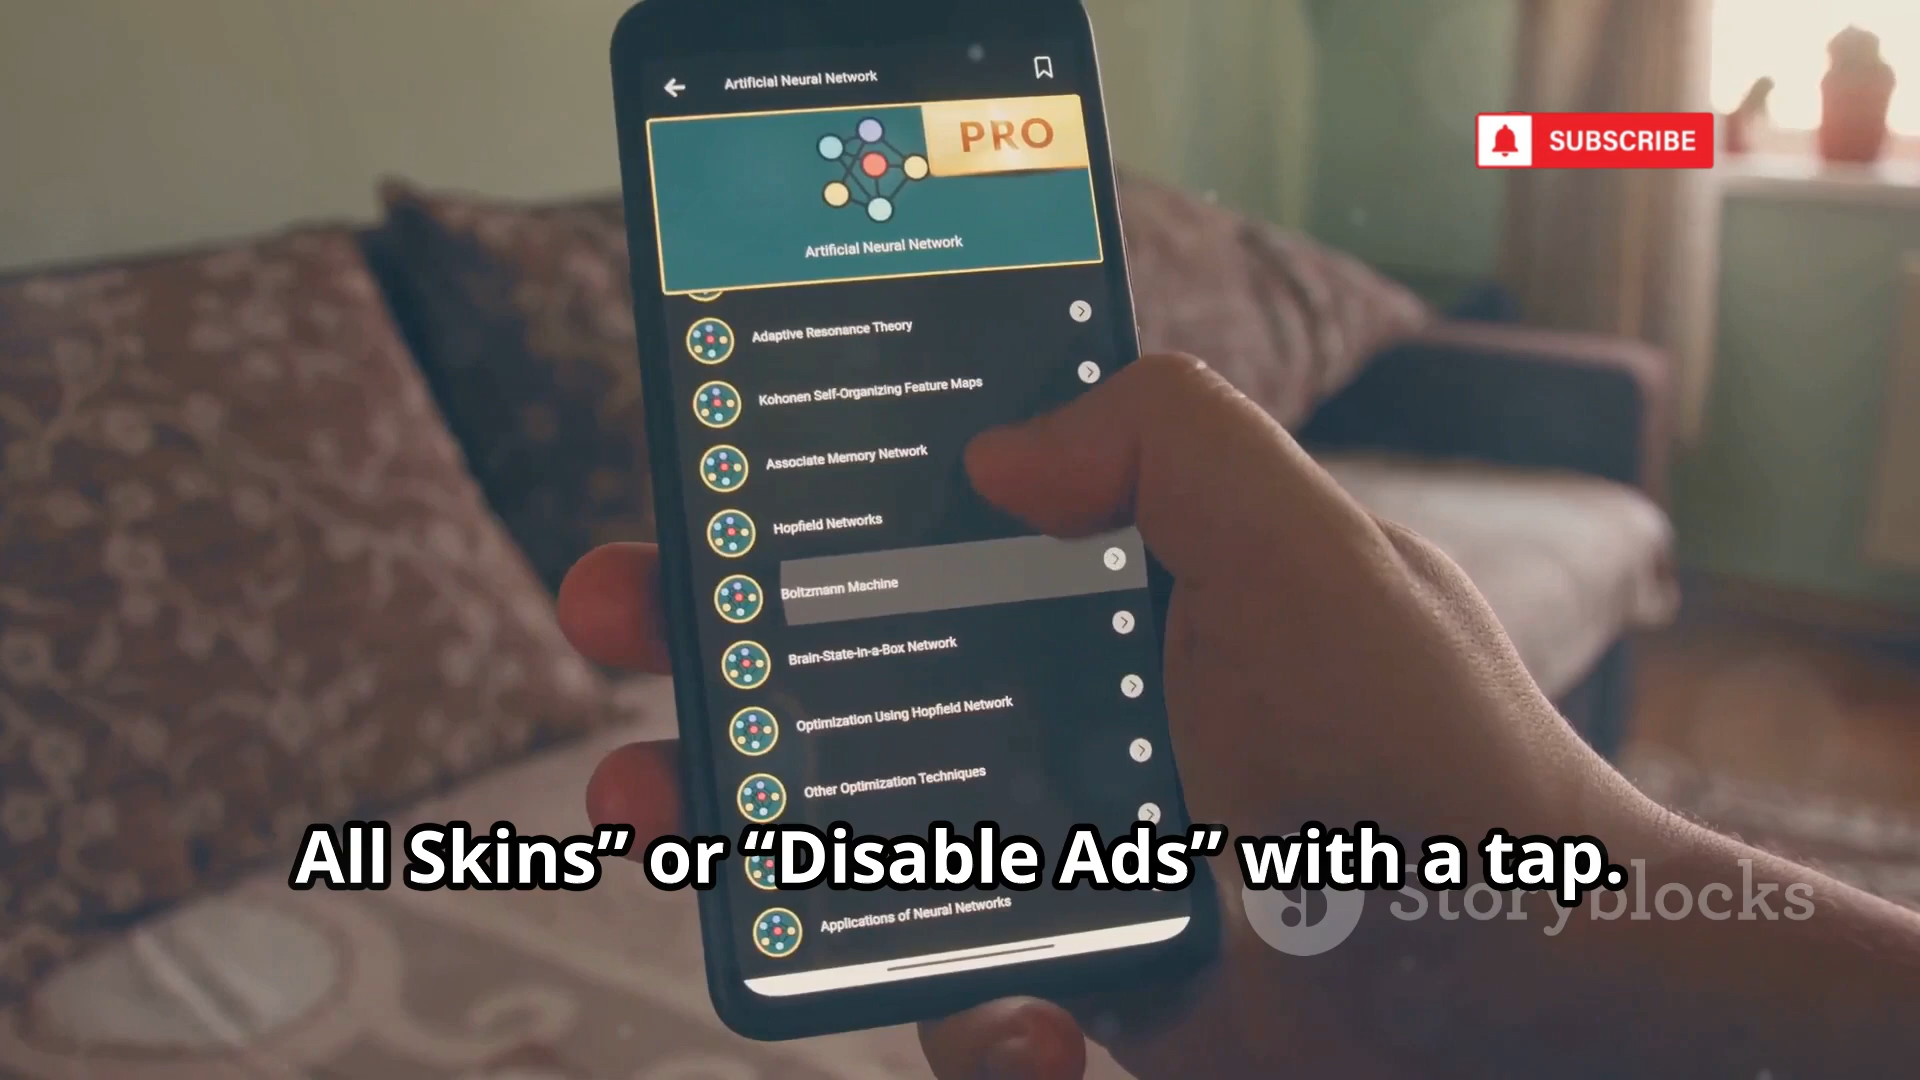 Artificial Neural Network
PRO
SUBSCRIBE
Artificial Neural Network
Adaptive Resonance Theory
Kohonen Self-Organizing Feature Maps
Associate Memory Network
Hopfield Networks
Boltzmann Machine
Brain-State-in-a-Box Network
Optimization Using Hopfield Network
Other Optimization Techniques
All Skins” or “Disable Ads” with a tap.
Storyblocks
Applications of Neural Networks